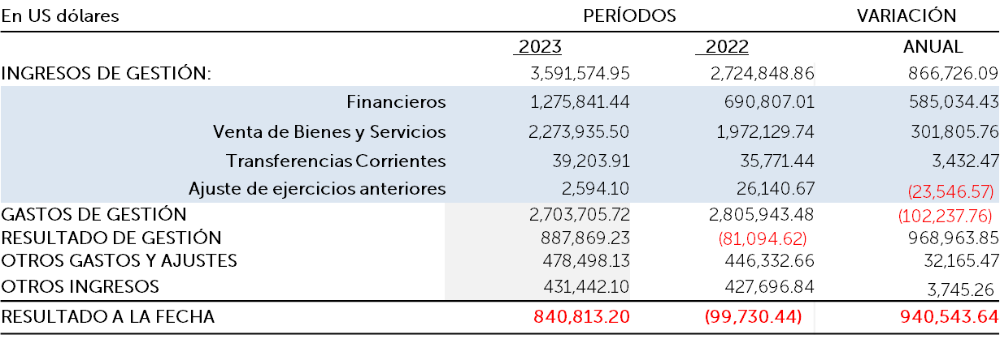 En US dólares PERÍODOS VARIACIÓN
2023 2022 ANUAL
INGRESOS DE GESTIÓN: 3,591,574.95 2,724,848.86 866,726.09
Financieros 1,275,841.44 690,807.01 585,034.43
Venta de Bienes y Servicios 2,273,935.50 1,972,129.74 301,805.76
Transferencias Corrientes 39,203.91 35,771.44 3,432.47
Ajuste de ejercicios anteriores 2,594.10 26,140.67 (23,546.57)
GASTOS DE GESTIÓN 2,703,705.72 2,805,943.48 (102,237.76)
RESULTADO DE GESTIÓN 887,869.23 (81,094.62) 968,963.85
OTROS GASTOS Y AJUSTES 478,498.13 446,332.66 32,165.47
OTROS INGRESOS 431,442.10 427,696.84 3,745.26
RESULTADO A LA FECHA 840,813.20 (99,730.44) 940,543.64